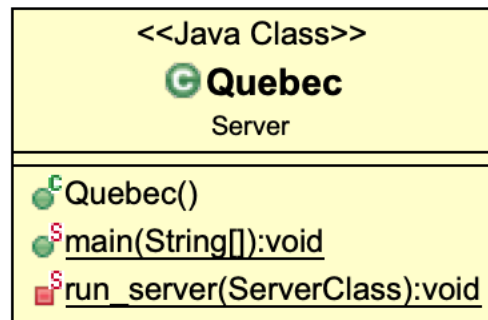 <<Java Class>>
C Quebec
Server
C Quebec()
S main(String[]):void
S run_server(ServerClass):void